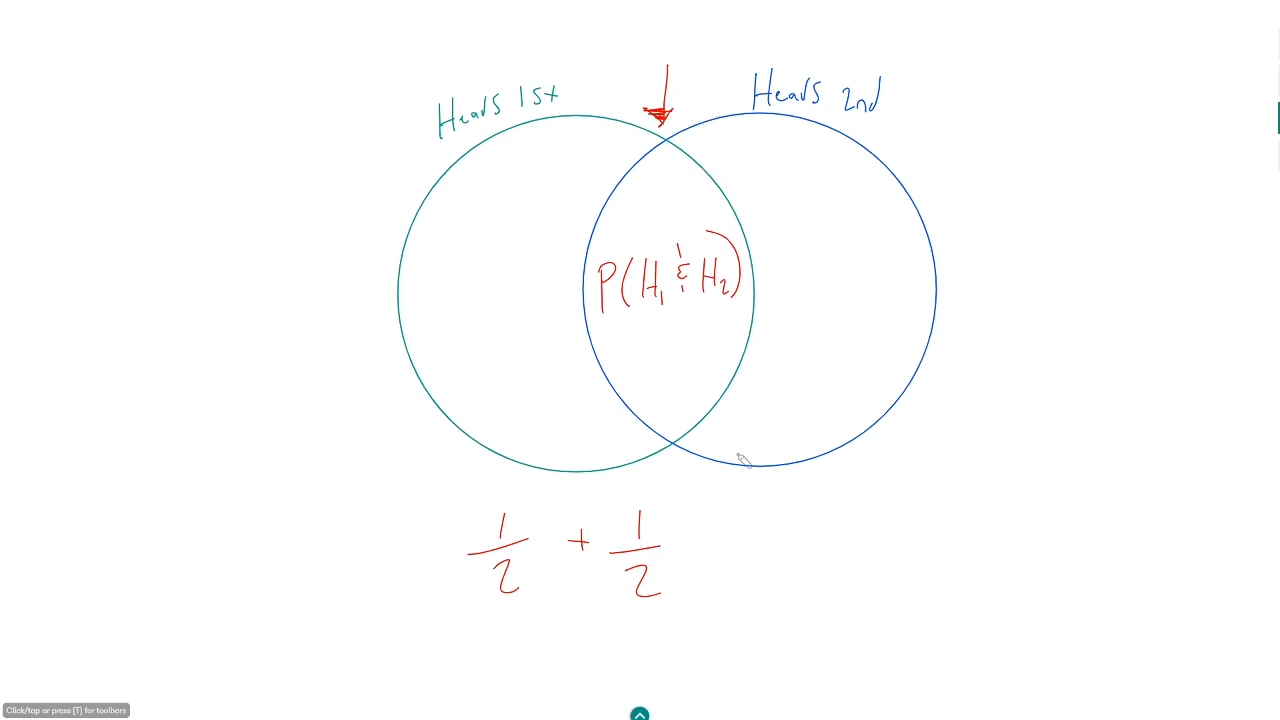 Heads 1st
Heads 2nd
P(H₁ & H₂)
1/2 + 1/2
Click/tap or press [T] for toolbars